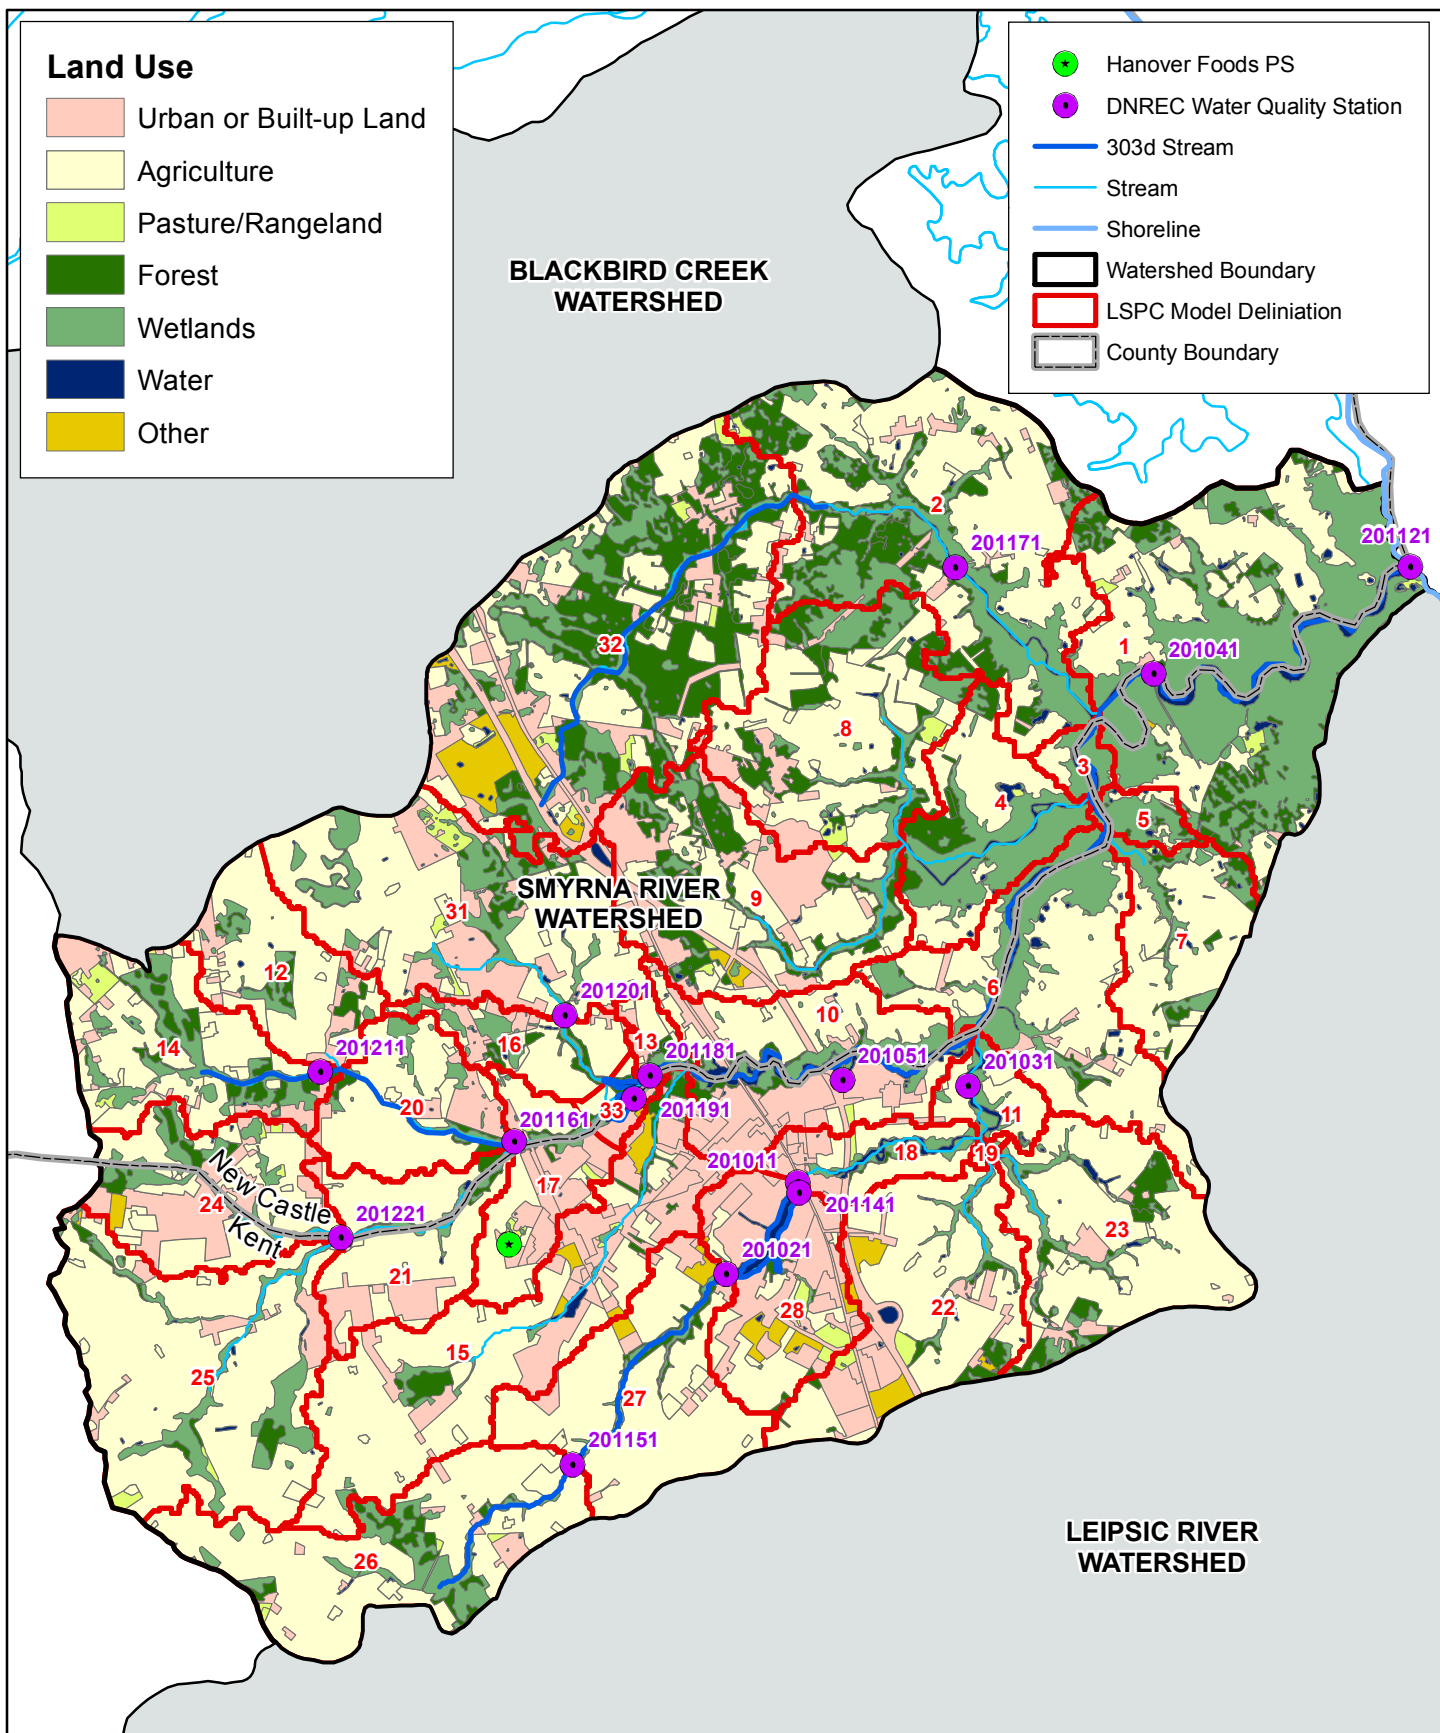 Land Use
Urban or Built-up Land
Agriculture
Pasture/Rangeland
Forest
Wetlands
Water
Other
Hanover Foods PS
DNREC Water Quality Station
303d Stream
Stream
Shoreline
Watershed Boundary
LSPC Model Deliniation
County Boundary
BLACKBIRD CREEK
WATERSHED
2
201171
201121
32
1
201041
8
3
4
5
SMYRNA RIVER
WATERSHED
31
9
7
12
6
201201
10
14
201211
16
13
201181
201051
201031
20
201161
33
201191
11
18
19
201011
New Castle
Kent
24
17
201141
201221
23
201021
21
22
28
15
25
27
201151
26
LEIPSIC RIVER
WATERSHED